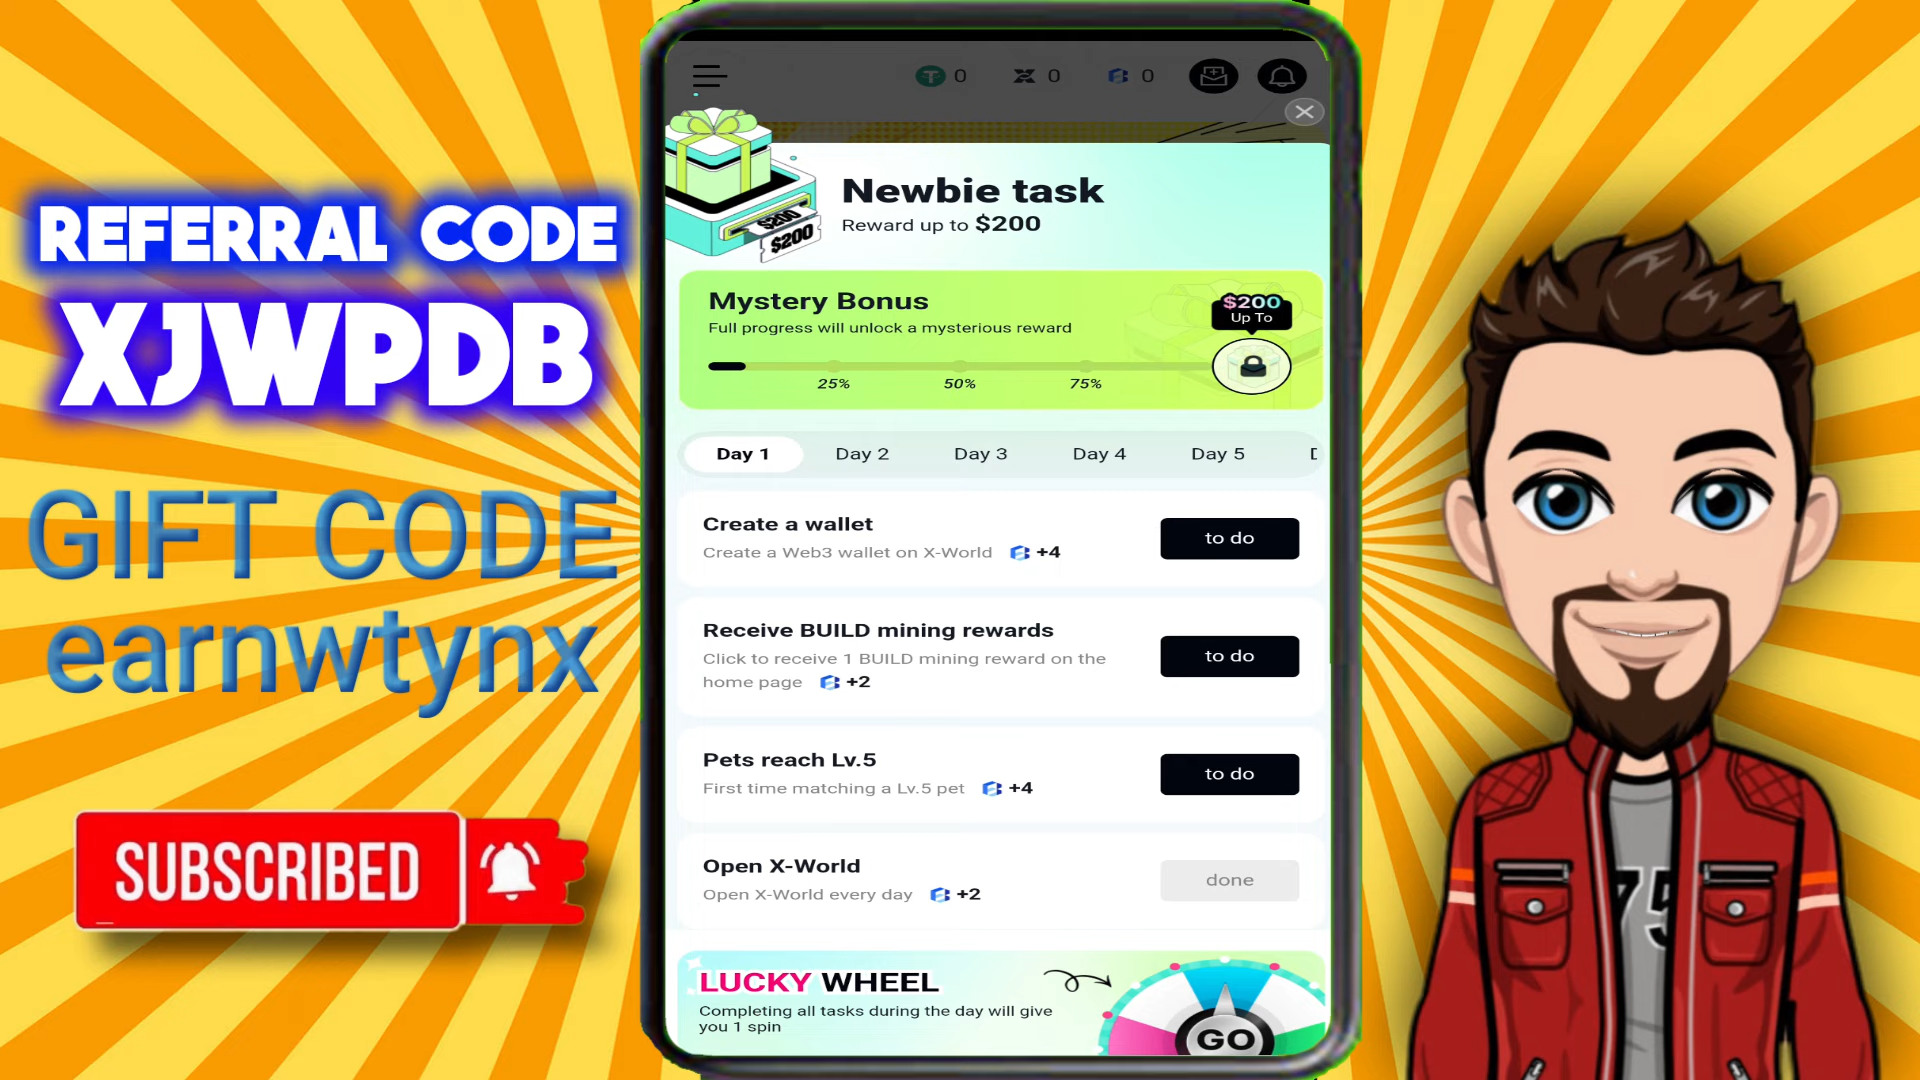 REFERRAL CODE
XJWPDB
GIFT CODE
earnwtynx
SUBSCRIBED
0 0 0
Newbie task
Reward up to $200
$200
$200
Mystery Bonus
Full progress will unlock a mysterious reward
$200
Up To
25% 50% 75%
Day 1 Day 2 Day 3 Day 4 Day 5
Create a wallet
Create a Web3 wallet on X-World +4
to do
Receive BUILD mining rewards
Click to receive 1 BUILD mining reward on the
home page +2
to do
Pets reach Lv.5
First time matching a Lv.5 pet +4
to do
Open X-World
Open X-World every day +2
done
LUCKY WHEEL
Completing all tasks during the day will give
you 1 spin
GO
75